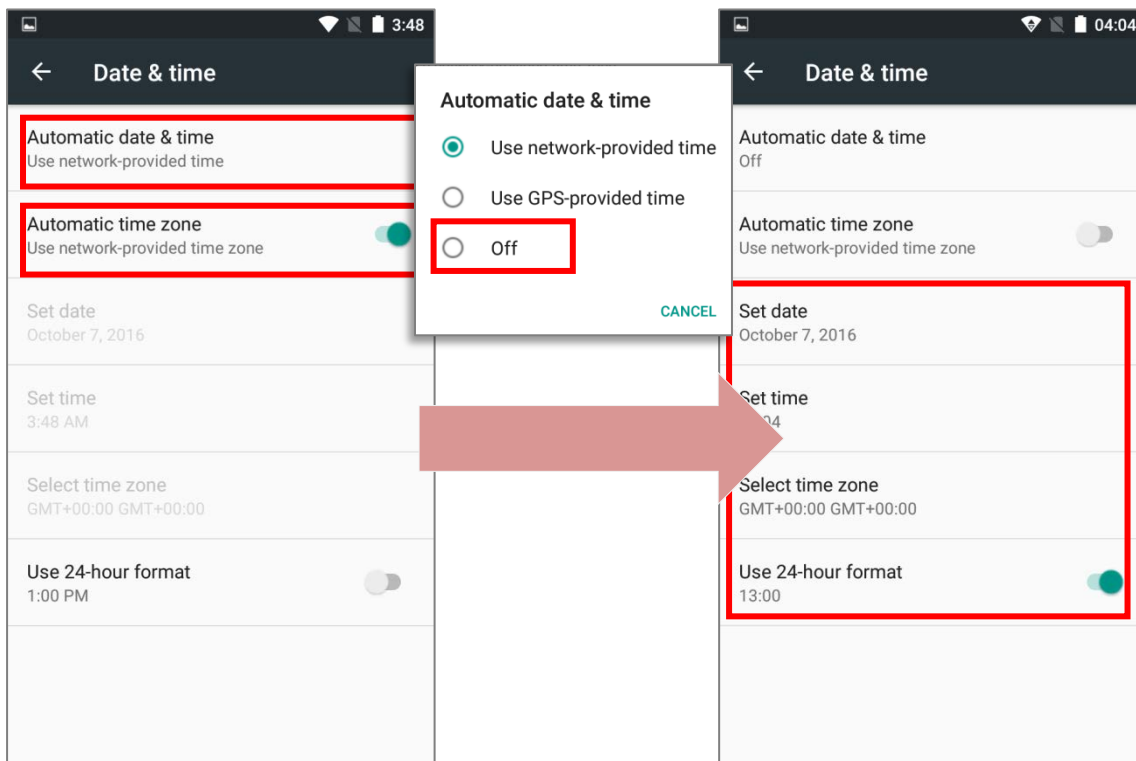 3:48
Date & time
Automatic date & time
Use network-provided time
Automatic time zone
Use network-provided time zone
Set date
October 7, 2016
Set time
3:48 AM
Select time zone
GMT+00:00 GMT+00:00
Use 24-hour format
1:00 PM
Automatic date & time
Use network-provided time
Use GPS-provided time
Off
CANCEL
04:04
Date & time
Automatic date & time
Off
Automatic time zone
Use network-provided time zone
Set date
October 7, 2016
Set time
Select time zone
GMT+00:00 GMT+00:00
Use 24-hour format
13:00